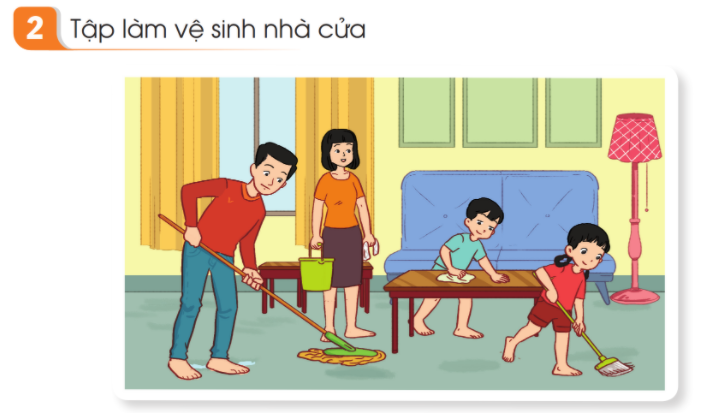 2 Tập làm vệ sinh nhà cửa